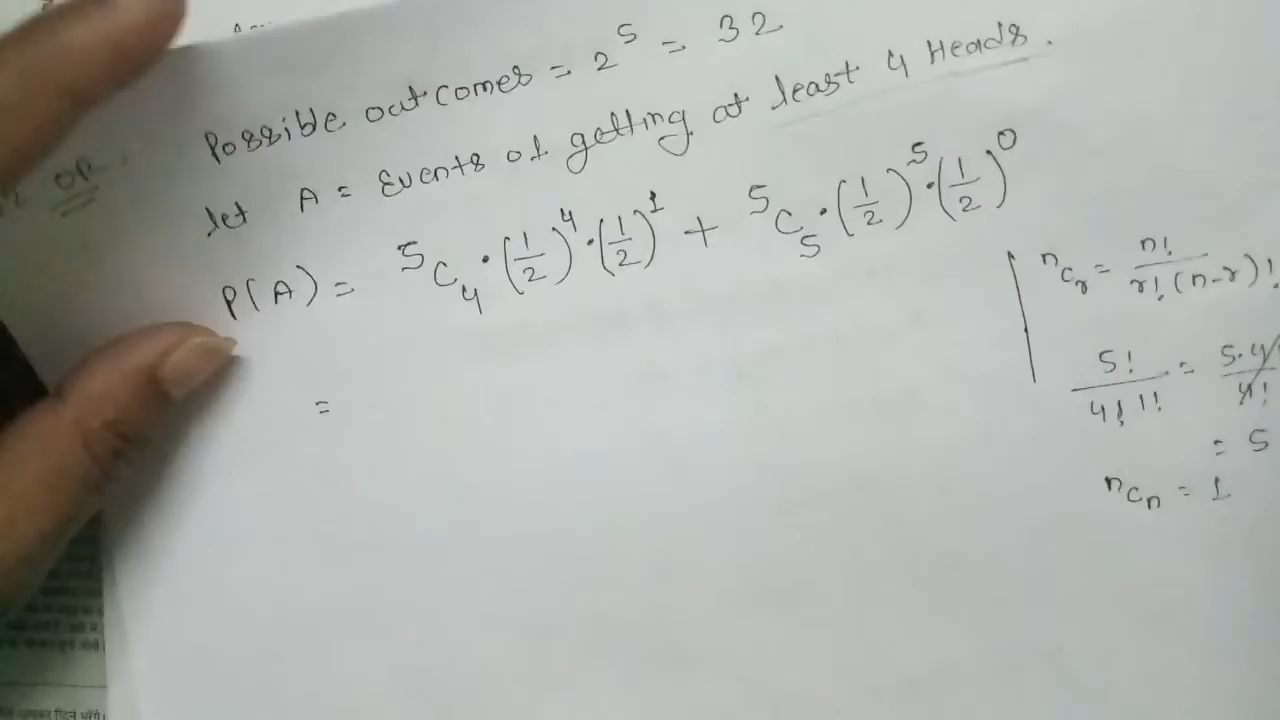 Possible outcomes = 2^5 = 32
let A = Events of getting at least 4 Heads.
P(A) = ⁵C₄ · (1/2)^4 · (1/2)^1 + ⁵C₅ · (1/2)^5 · (1/2)^0
=
OR
ⁿCᵣ = n! / r! (n-r)!
5! / 4! 1! = 5·4 / 4!
= 5
ⁿCₙ = 1